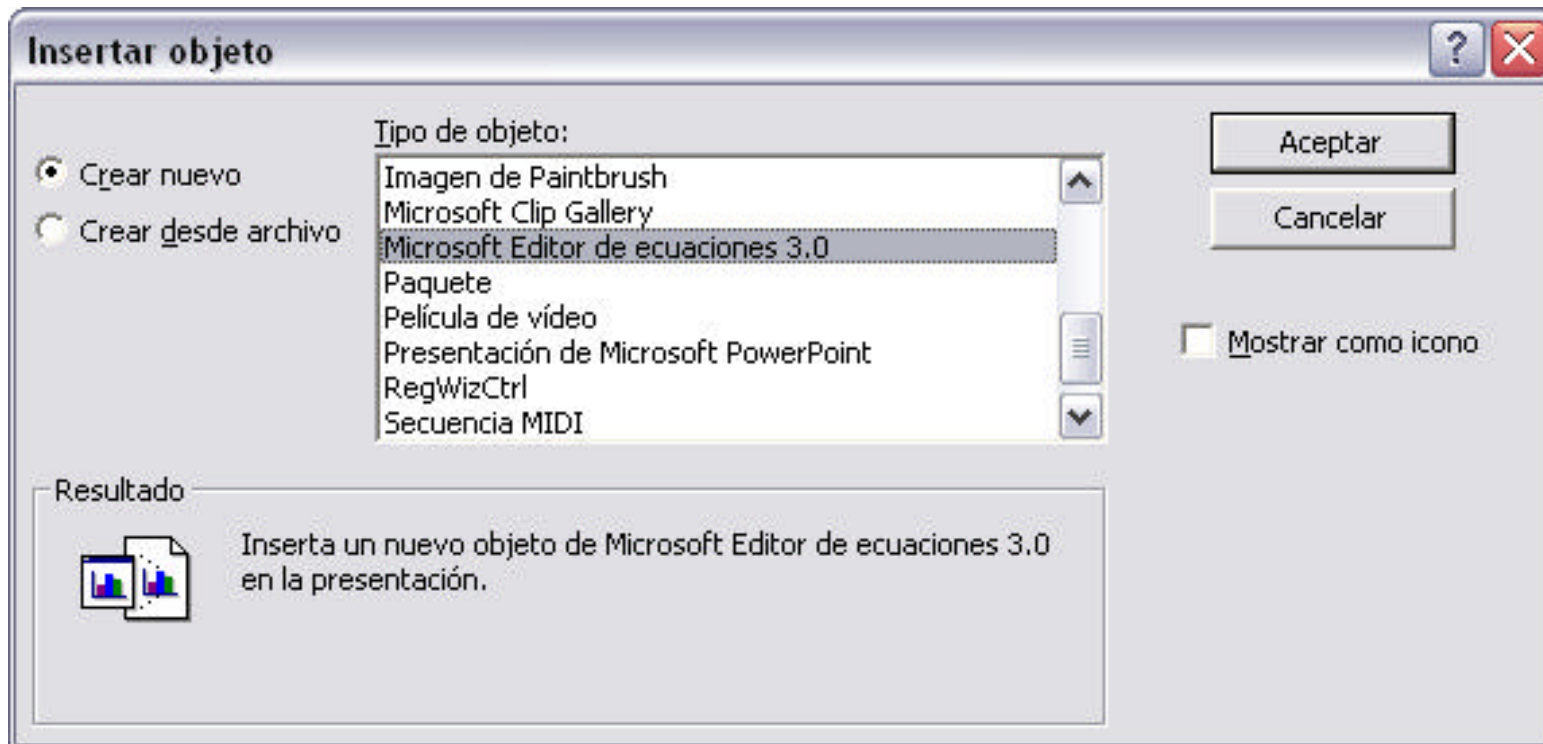 Insertar objeto
?
Tipo de objeto:
Crear nuevo
Crear desde archivo
Imagen de Paintbrush
Microsoft Clip Gallery
Microsoft Editor de ecuaciones 3.0
Paquete
Película de vídeo
Presentación de Microsoft PowerPoint
RegWizCtrl
Secuencia MIDI
Aceptar
Cancelar
Mostrar como icono
Resultado
Inserta un nuevo objeto de Microsoft Editor de ecuaciones 3.0
en la presentación.